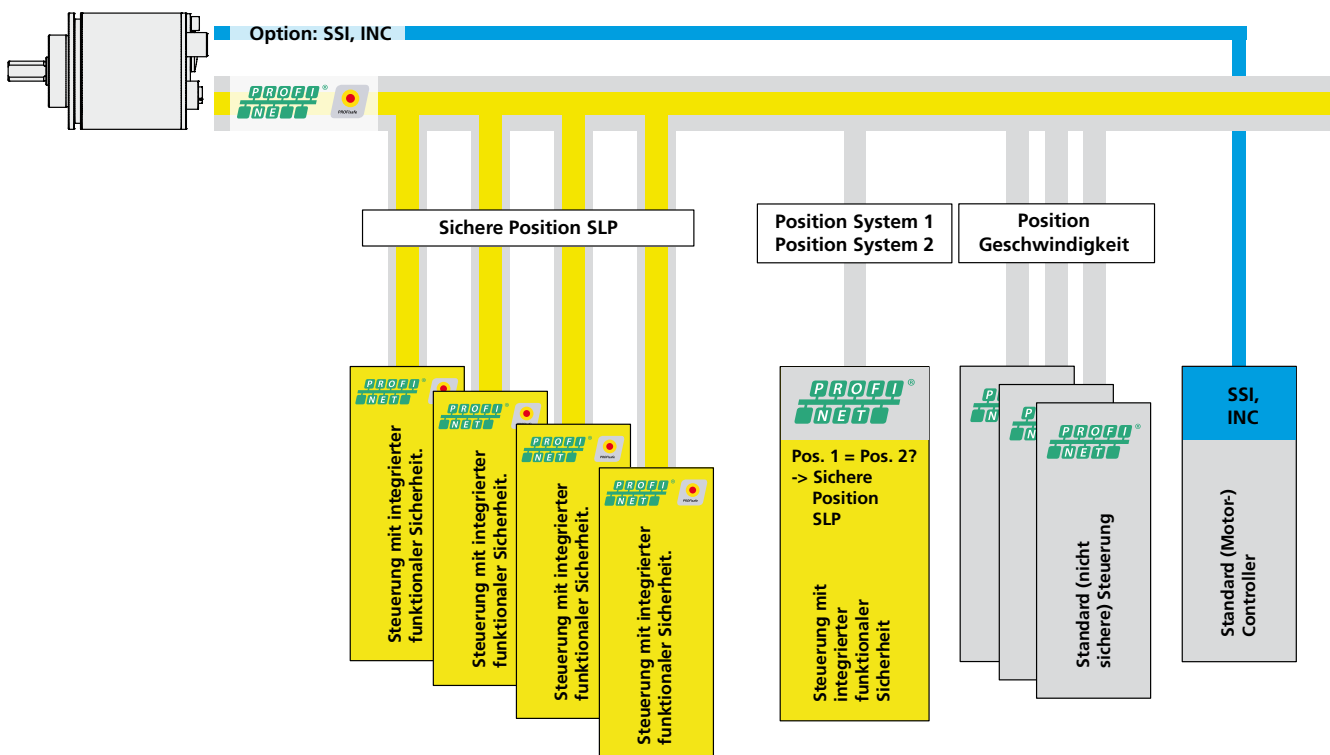 Option: SSI, INC
PROFI®
NET
PROFIsafe
Sichere Position SLP
Position System 1
Position System 2
Position
Geschwindigkeit
PROFI®
NET
Steuerung mit integrierter
funktionaler Sicherheit.
PROFI
NET
Steuerung mit integrierter
funktionaler Sicherheit.
PROFI®
NET
PROFIsafe
Steuerung mit integrierter
funktionaler Sicherheit.
PROFI®
NET
PROFIsafe
Steuerung mit integrierter
funktionaler Sicherheit.
PROFI®
NET
Pos. 1 = Pos. 2?
-> Sichere
Position
SLP
Steuerung mit
integrierter
funktionaler
Sicherheit
PROFI®
NET
Standard (nicht
sichere) Steuerung
SSI,
INC
Standard (Motor-)
Controller